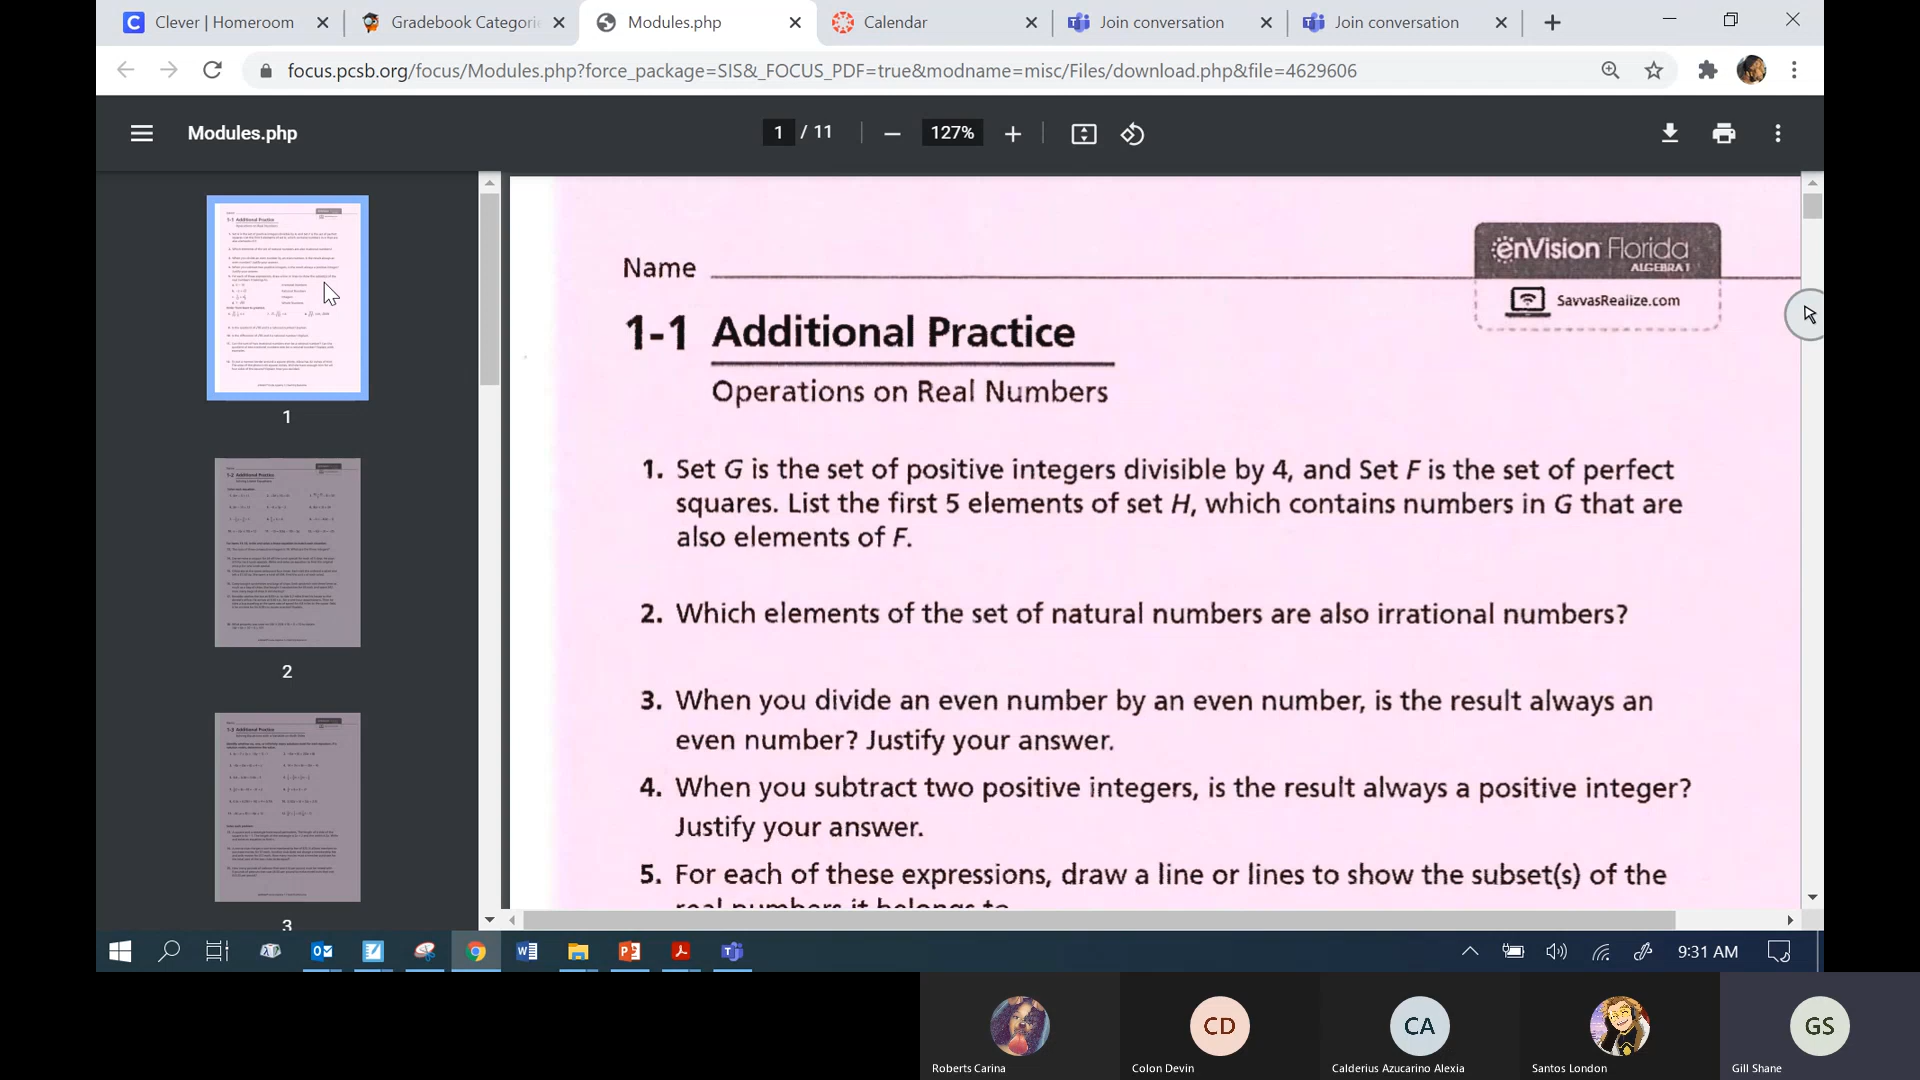 Clever | Homeroom
Gradebook Categori
Modules.php
Calendar
Join conversation
Join conversation
focus.pcsb.org/focus/Modules.php?force_package=SIS&_FOCUS_PDF=true&modname=misc/Files/download.php&file=4629606
Modules.php
1 / 11
127%
1
2
3
Name
enVision Florida
ALGEBRA 1
SavvasRealize.com
1-1 Additional Practice
Operations on Real Numbers
1. Set G is the set of positive integers divisible by 4, and Set F is the set of perfect
squares. List the first 5 elements of set H, which contains numbers in G that are
also elements of F.
2. Which elements of the set of natural numbers are also irrational numbers?
3. When you divide an even number by an even number, is the result always an
even number? Justify your answer.
4. When you subtract two positive integers, is the result always a positive integer?
Justify your answer.
5. For each of these expressions, draw a line or lines to show the subset(s) of the
real numbers it belongs to
9:31 AM
CD
CA
GS
Roberts Carina
Colon Devin
Calderius Azucarino Alexia
Santos London
Gill Shane